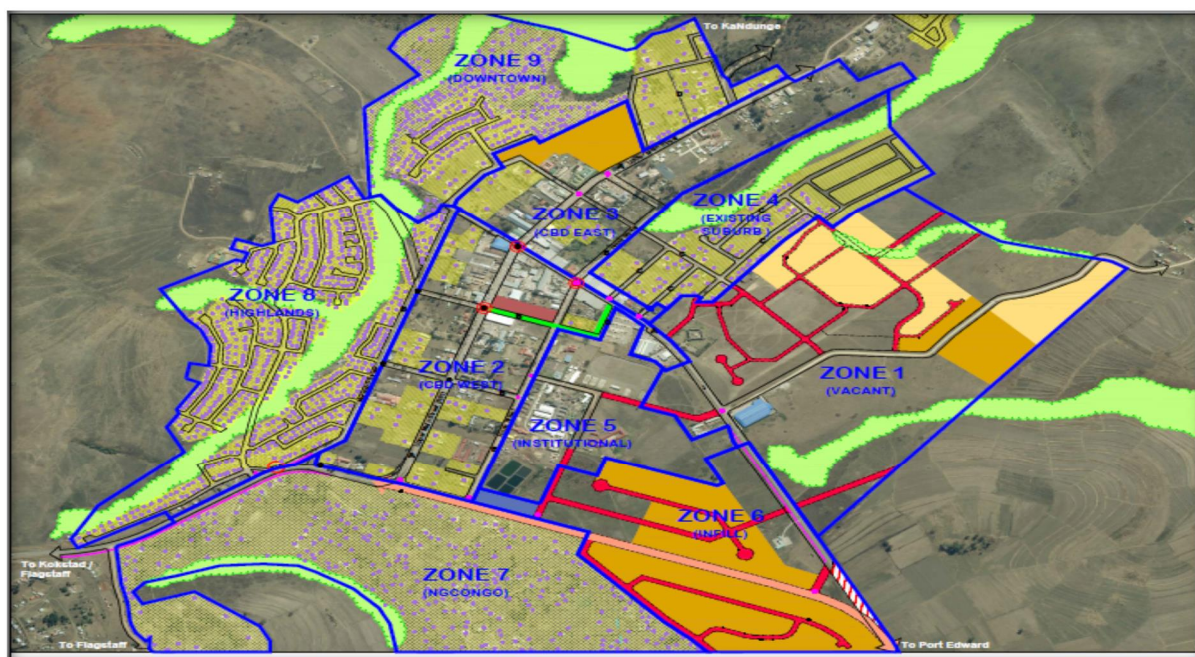 To KaNdunge
ZONE 9
(DOWNTOWN)
ZONE 3
(CBD EAST)
ZONE 4
(EXISTING
SUBURB )
ZONE 8
(HIGHLANDS)
ZONE 2
(CBD WEST)
ZONE 1
(VACANT)
ZONE 5
(INSTITUTIONAL)
ZONE 6
(INFILL)
To Kokstad /
Flagstaff
ZONE 7
(NGCONGO)
To Flagstaff
To Port Edward